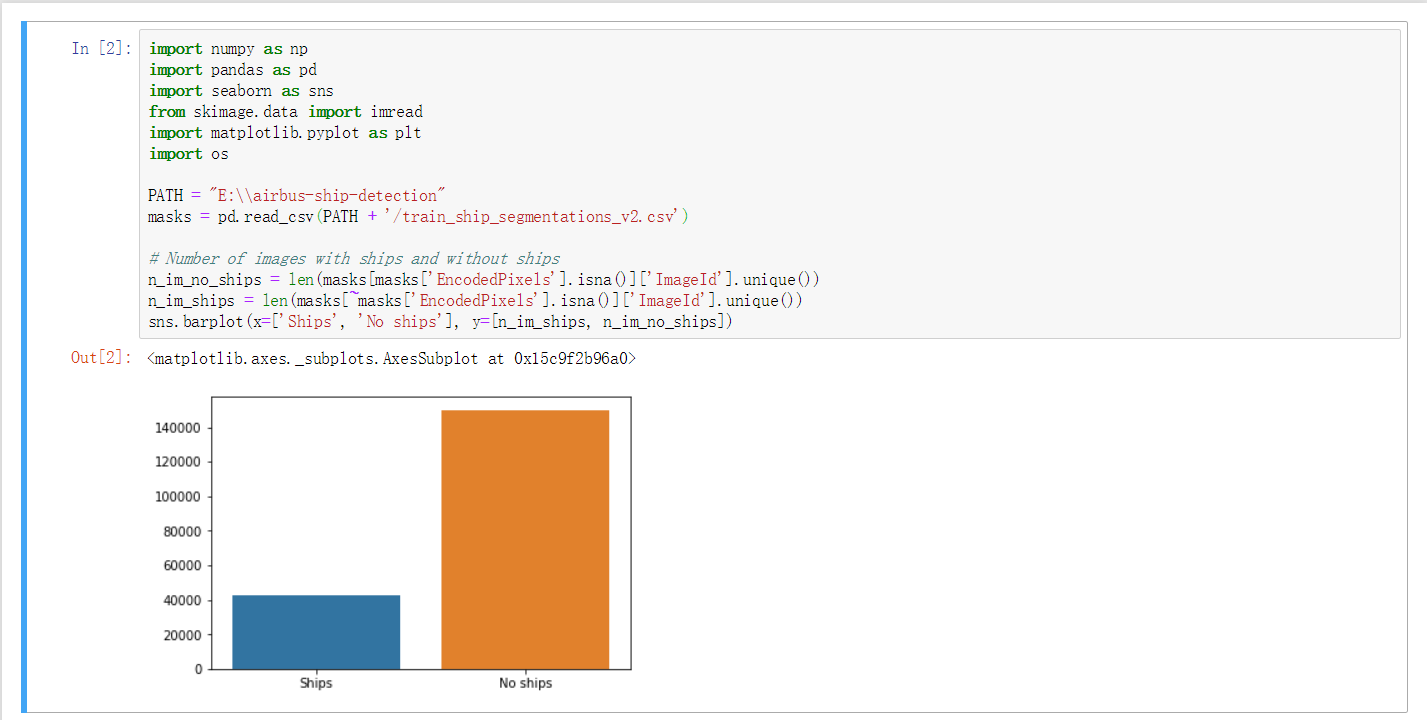 In [2]:
import numpy as np
import pandas as pd
import seaborn as sns
from skimage.data import imread
import matplotlib.pyplot as plt
import os
PATH = "E:\\airbus-ship-detection"
masks = pd.read_csv(PATH + '/train_ship_segmentations_v2.csv')
# Number of images with ships and without ships
n_im_no_ships = len(masks[masks['EncodedPixels'].isna()]['ImageId'].unique())
n_im_ships = len(masks[~masks['EncodedPixels'].isna()]['ImageId'].unique())
sns.barplot(x=['Ships', 'No ships'], y=[n_im_ships, n_im_no_ships])
Out[2]: <matplotlib.axes._subplots.AxesSubplot at 0x15c9f2b96a0>
140000
120000
100000
80000
60000
40000
20000
0
Ships No ships